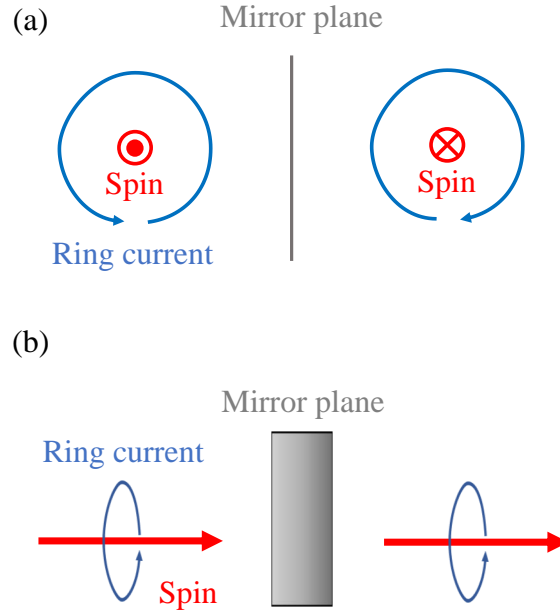 (a)
Mirror plane
Spin
Spin
Ring current
(b)
Mirror plane
Ring current
Spin